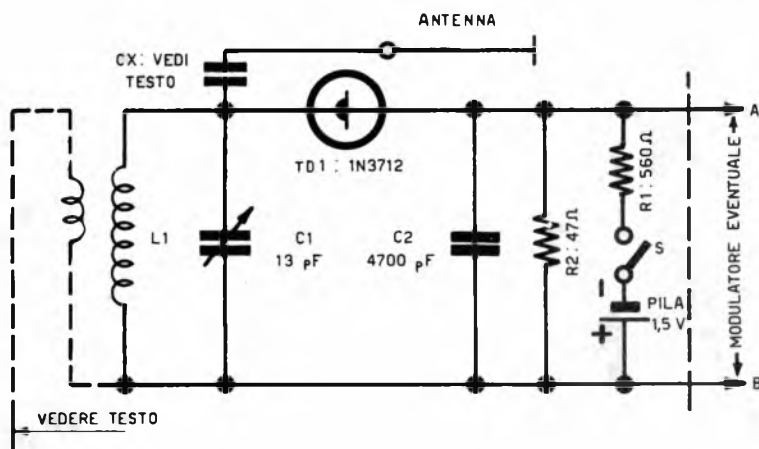 ANTENNA
CX: VEDI
TESTO
TD1: 1N3712
A
L1
C1
13 pF
C2
4700 pF
R2: 47Ω
R1: 560Ω
S
PILA
1,5 V
-
+
MODULATORE EVENTUALE
B
VEDERE TESTO